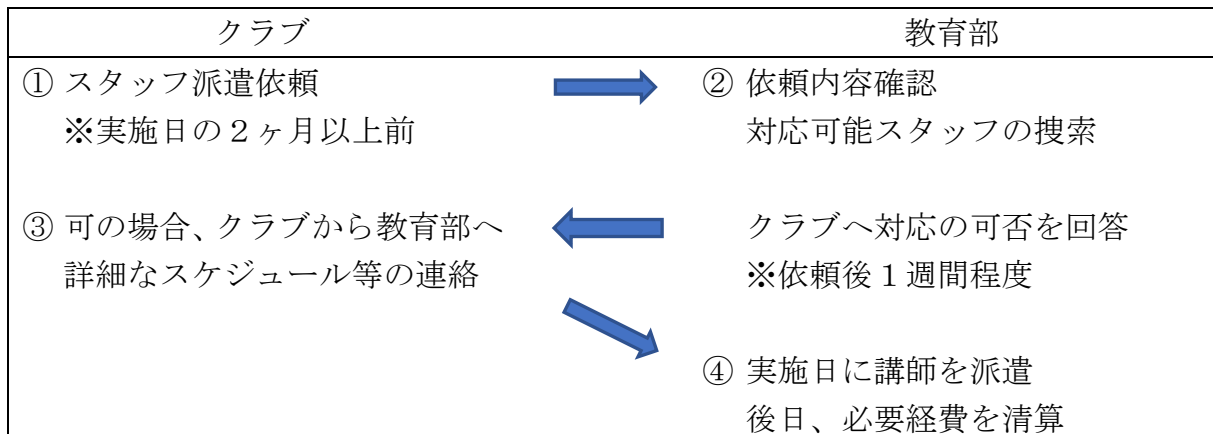 クラブ
教育部
① スタッフ派遣依頼
※実施日の２ヶ月以上前
② 依頼内容確認
対応可能スタッフの捜索
クラブへ対応の可否を回答
※依頼後１週間程度
③ 可の場合、クラブから教育部へ
詳細なスケジュール等の連絡
④ 実施日に講師を派遣
後日、必要経費を清算